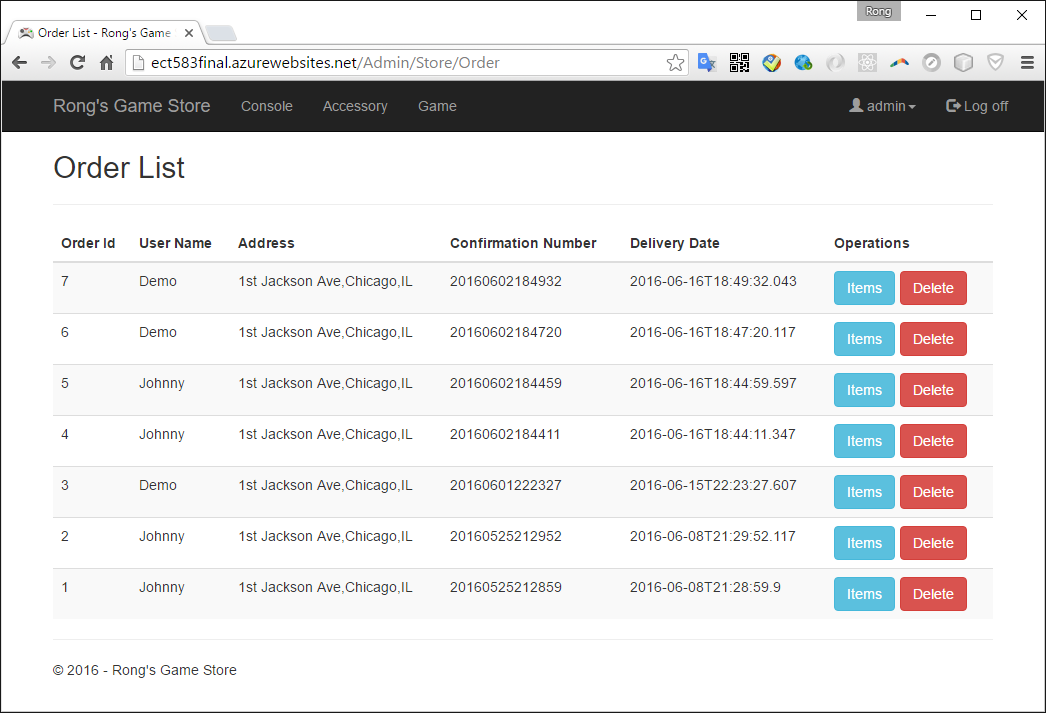 Rong
Order List - Rong's Game
ect583final.azurewebsites.net/Admin/Store/Order
Rong's Game Store Console Accessory Game admin Log off
Order List
Order Id User Name Address Confirmation Number Delivery Date Operations
7 Demo 1st Jackson Ave,Chicago,IL 20160602184932 2016-06-16T18:49:32.043 Items Delete
6 Demo 1st Jackson Ave,Chicago,IL 20160602184720 2016-06-16T18:47:20.117 Items Delete
5 Johnny 1st Jackson Ave,Chicago,IL 20160602184459 2016-06-16T18:44:59.597 Items Delete
4 Johnny 1st Jackson Ave,Chicago,IL 20160602184411 2016-06-16T18:44:11.347 Items Delete
3 Demo 1st Jackson Ave,Chicago,IL 20160601222327 2016-06-15T22:23:27.607 Items Delete
2 Johnny 1st Jackson Ave,Chicago,IL 20160525212952 2016-06-08T21:29:52.117 Items Delete
1 Johnny 1st Jackson Ave,Chicago,IL 20160525212859 2016-06-08T21:28:59.9 Items Delete
© 2016 - Rong's Game Store